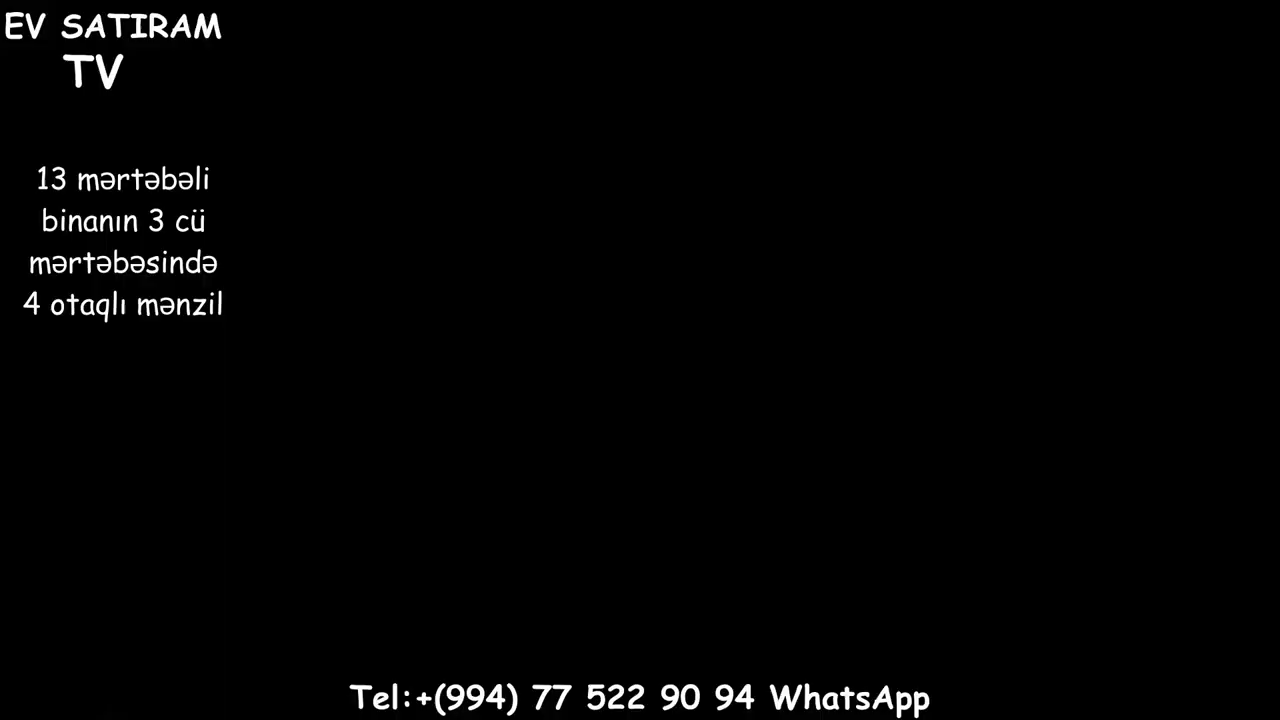 EV SATIRAM
TV
13 mərtəbəli
binanın 3 cü
mərtəbəsində
4 otaqlı mənzil
Tel:+(994) 77 522 90 94 WhatsApp